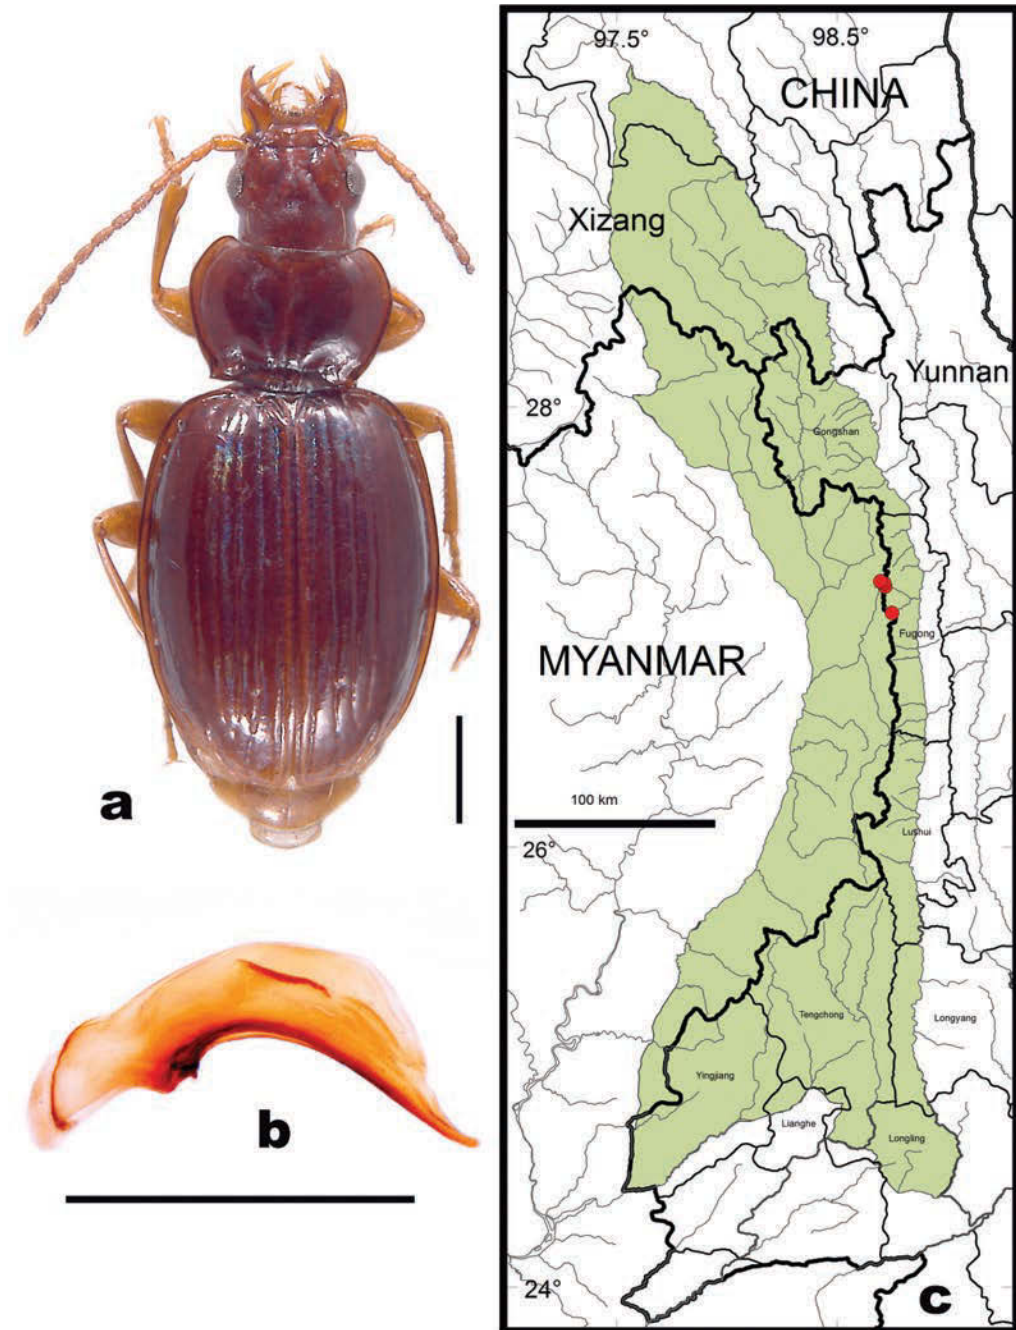 97.5°
98.5°
CHINA
Xizang
Yunnan
28°
Gongshan
Fugong
MYANMAR
100 km
26°
Lushui
Tengchong
Longyang
Yingjiang
Lianghe
Longling
24°
a
b
c